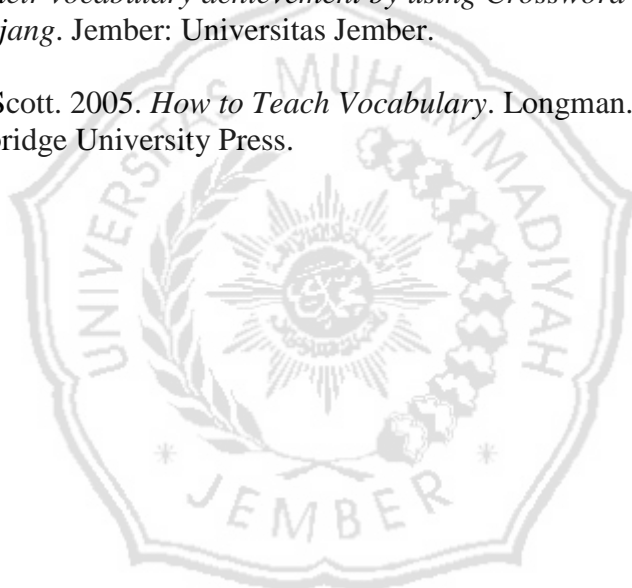 eir Vocabulary achievement by using Crossword
jang. Jember: Universitas Jember.
Scott. 2005. How to Teach Vocabulary. Longman.
bridge University Press.
UNIVERSITAS MUHAMMADIYAH
JEMBER